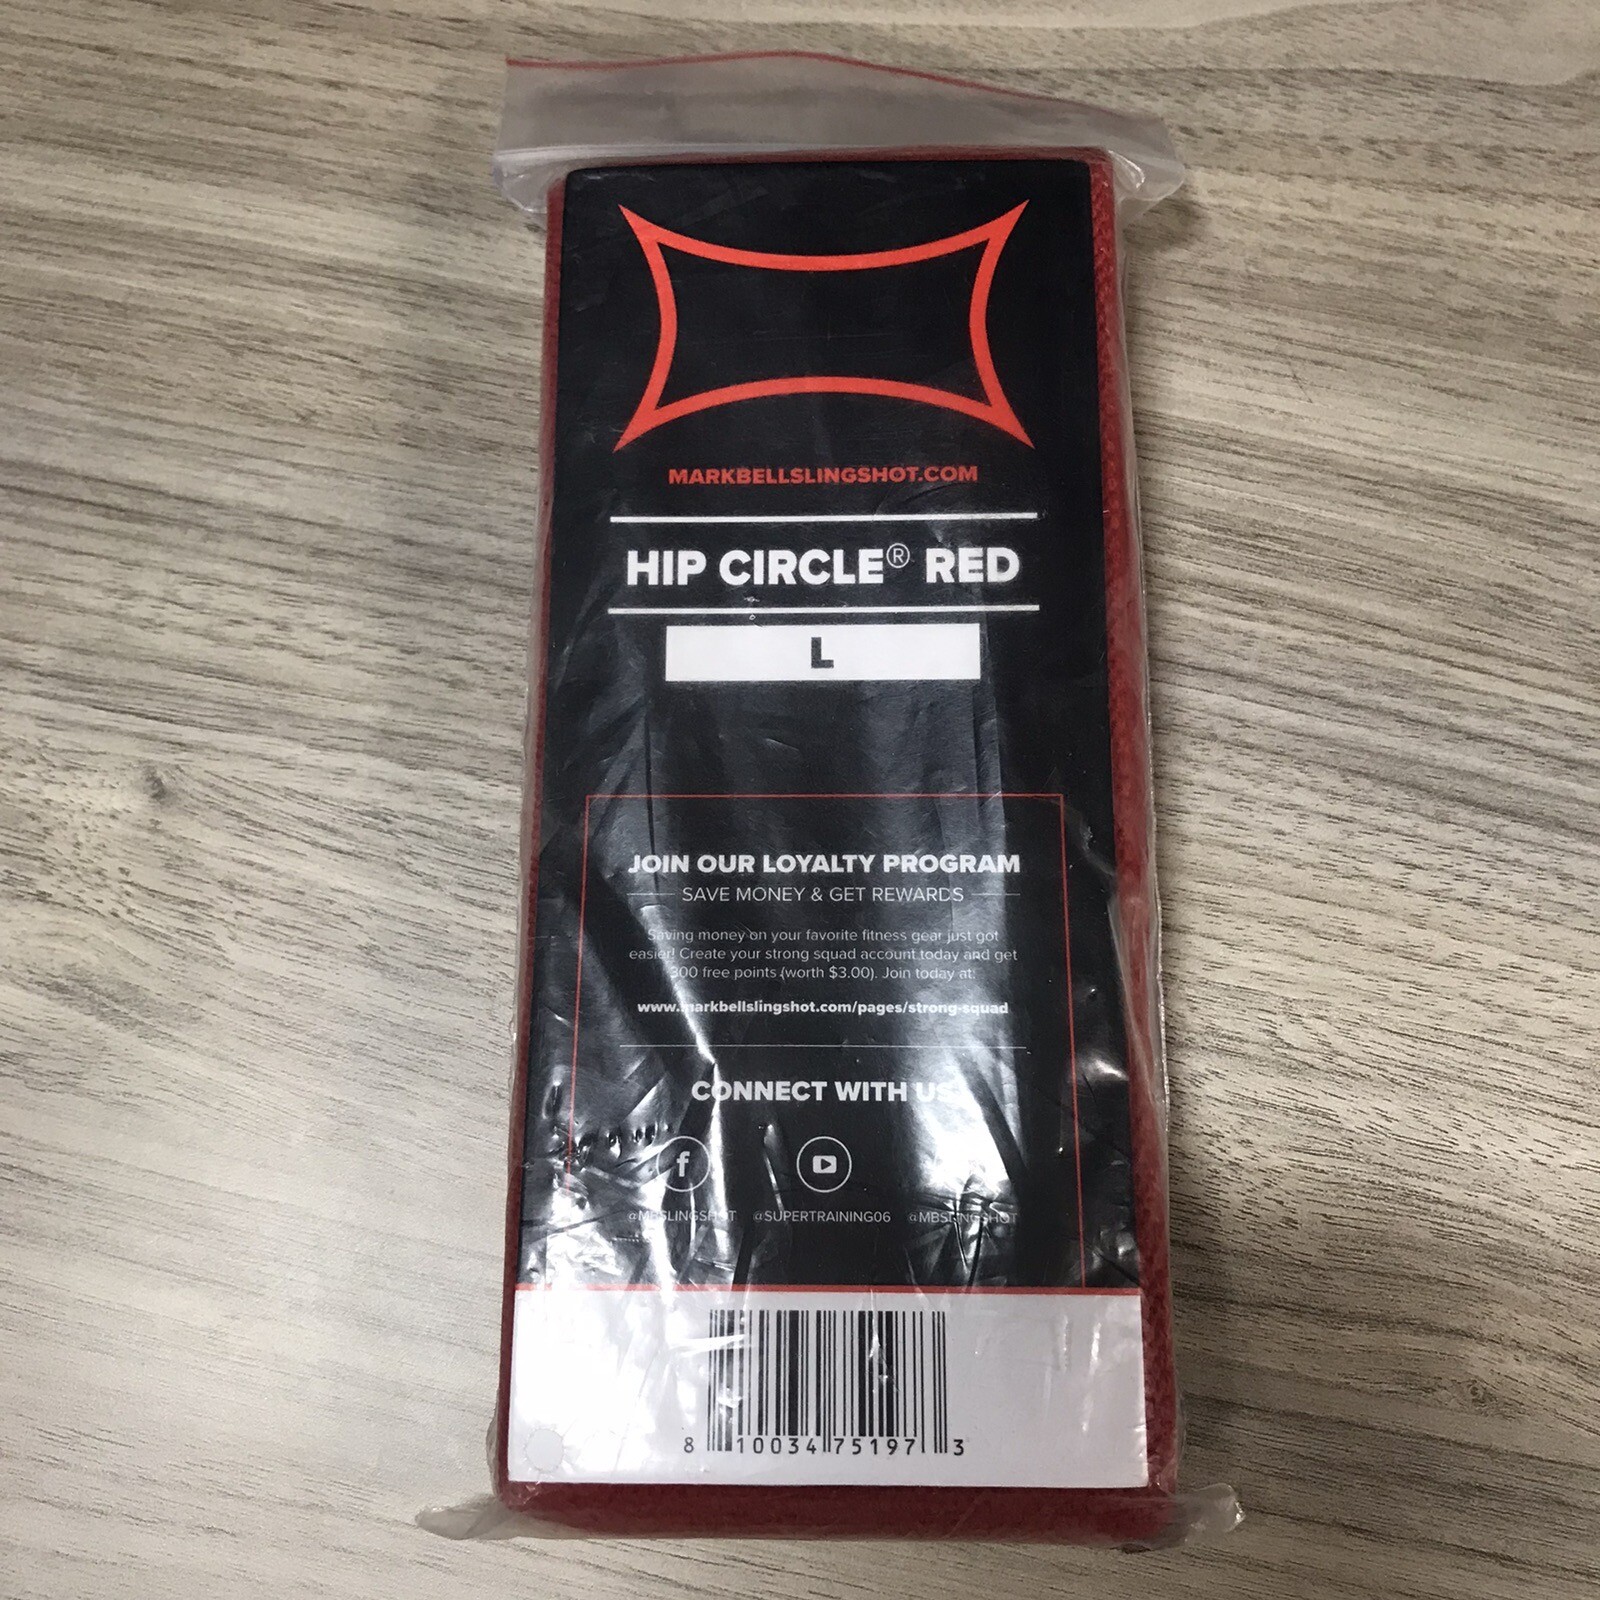 MARKBELLSLINGSHOT.COM
HIP CIRCLE® RED
L
JOIN OUR LOYALTY PROGRAM
SAVE MONEY & GET REWARDS
Saving money on your favorite fitness gear just got
easier! Create your strong squad account today and get
300 free points (worth $3.00). Join today at:
www.markbellslingshot.com/pages/strong-squad
CONNECT WITH US
f
@MBSLINGSHOT @SUPERTRAINING06 @MBSLINGSHOT
8 10034 75197 3